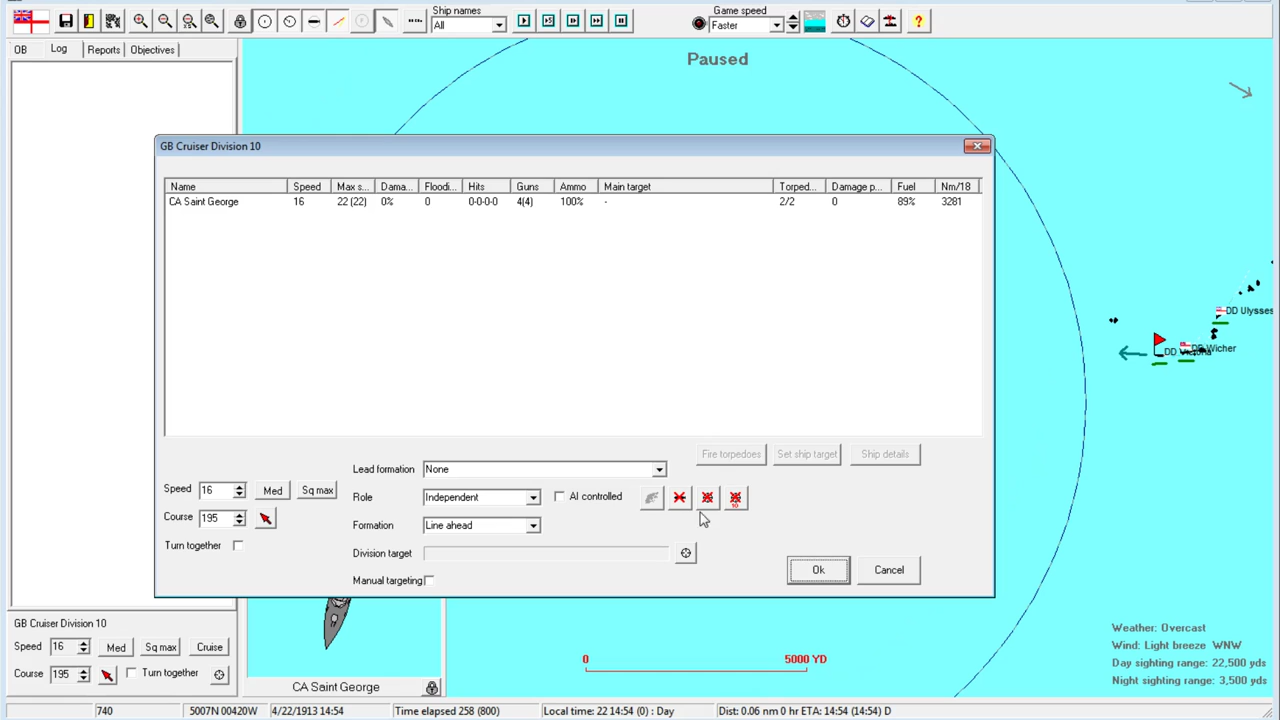 Ship names
All
Game speed
Faster
OB
Log
Reports
Objectives
Paused
GB Cruiser Division 10
Name
Speed
Max s...
Dama...
Floodi...
Hits
Guns
Ammo
Main target
Torped...
Damage p...
Fuel
Nm/18
CA Saint George
16
22 (22)
0%
0
0-0-0-0
4(4)
100%
-
2/2
0
89%
3281
DD Ulysses
DD Wicher
Lead formation
None
Fire torpedoes
Set ship target
Ship details
Speed
16
Med
Sq max
Role
Independent
AI controlled
10
Course
195
Formation
Line ahead
Turn together
Division target
Manual targeting
Ok
Cancel
GB Cruiser Division 10
Speed
16
Med
Sq max
Cruise
Course
195
Turn together
CA Saint George
0
5000 YD
Weather: Overcast
Wind: Light breeze WNW
Day sighting range: 22,500 yds
Night sighting range: 3,500 yds
740
5007N 00420W
4/22/1913 14:54
Time elapsed 258 (800)
Local time: 22 14:54 (0) : Day
Dist: 0.06 nm 0 hr ETA: 14:54 (14:54) D